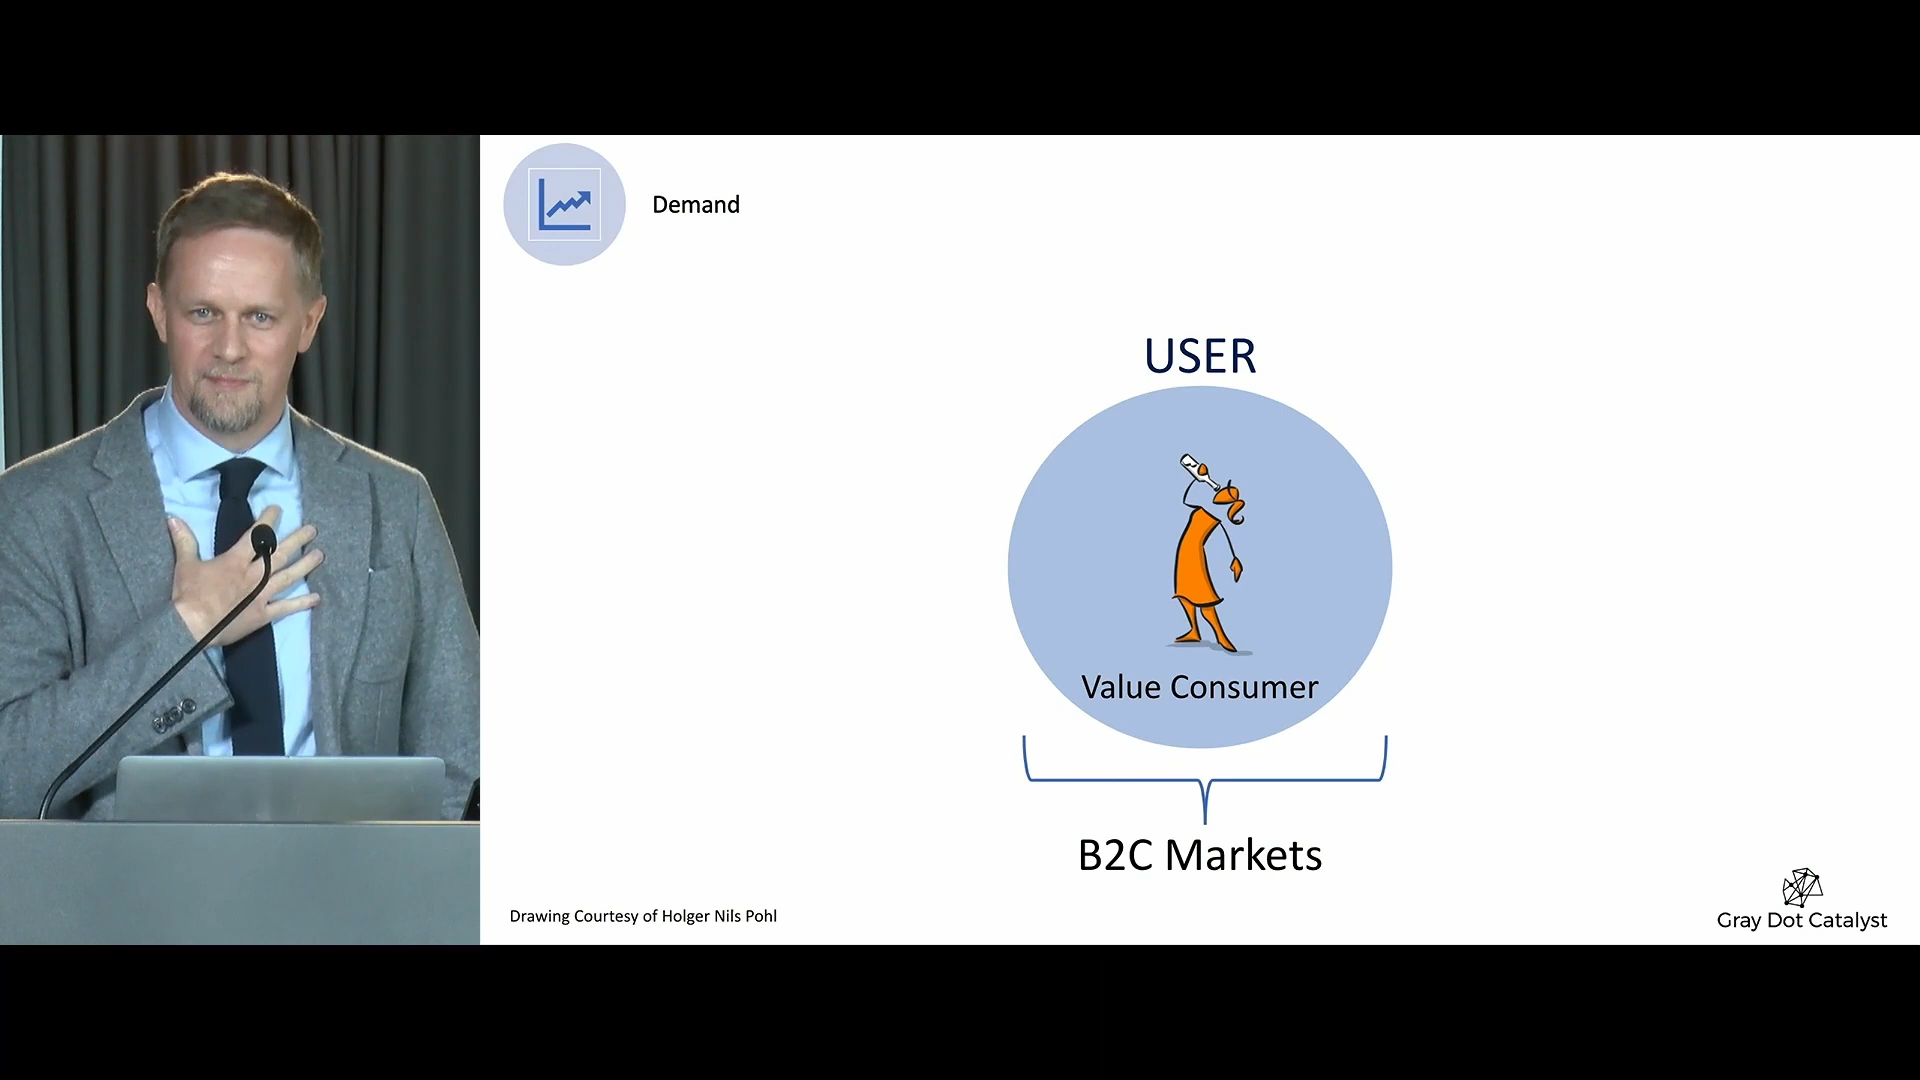 Demand
USER
Value Consumer
B2C Markets
Drawing Courtesy of Holger Nils Pohl
Gray Dot Catalyst